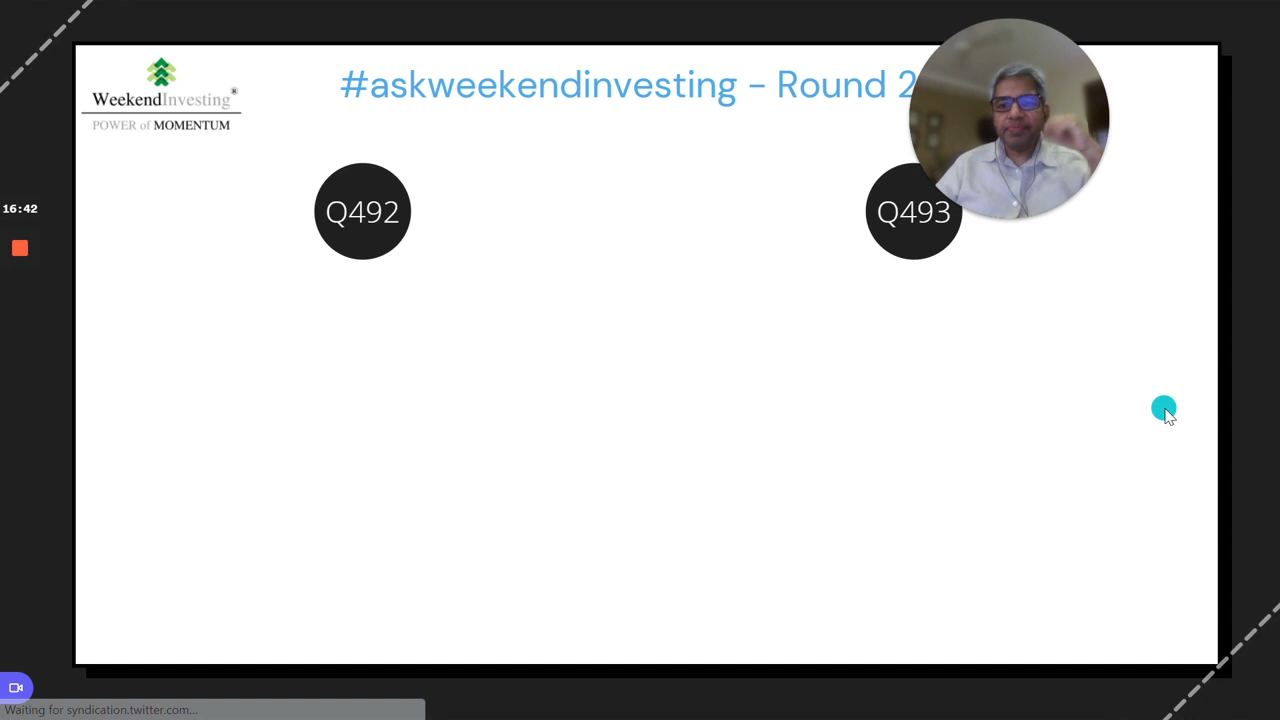 #askweekendinvesting - Round 2
WeekendInvesting®
POWER of MOMENTUM
Q492
Q493
16:42
Waiting for syndication.twitter.com...